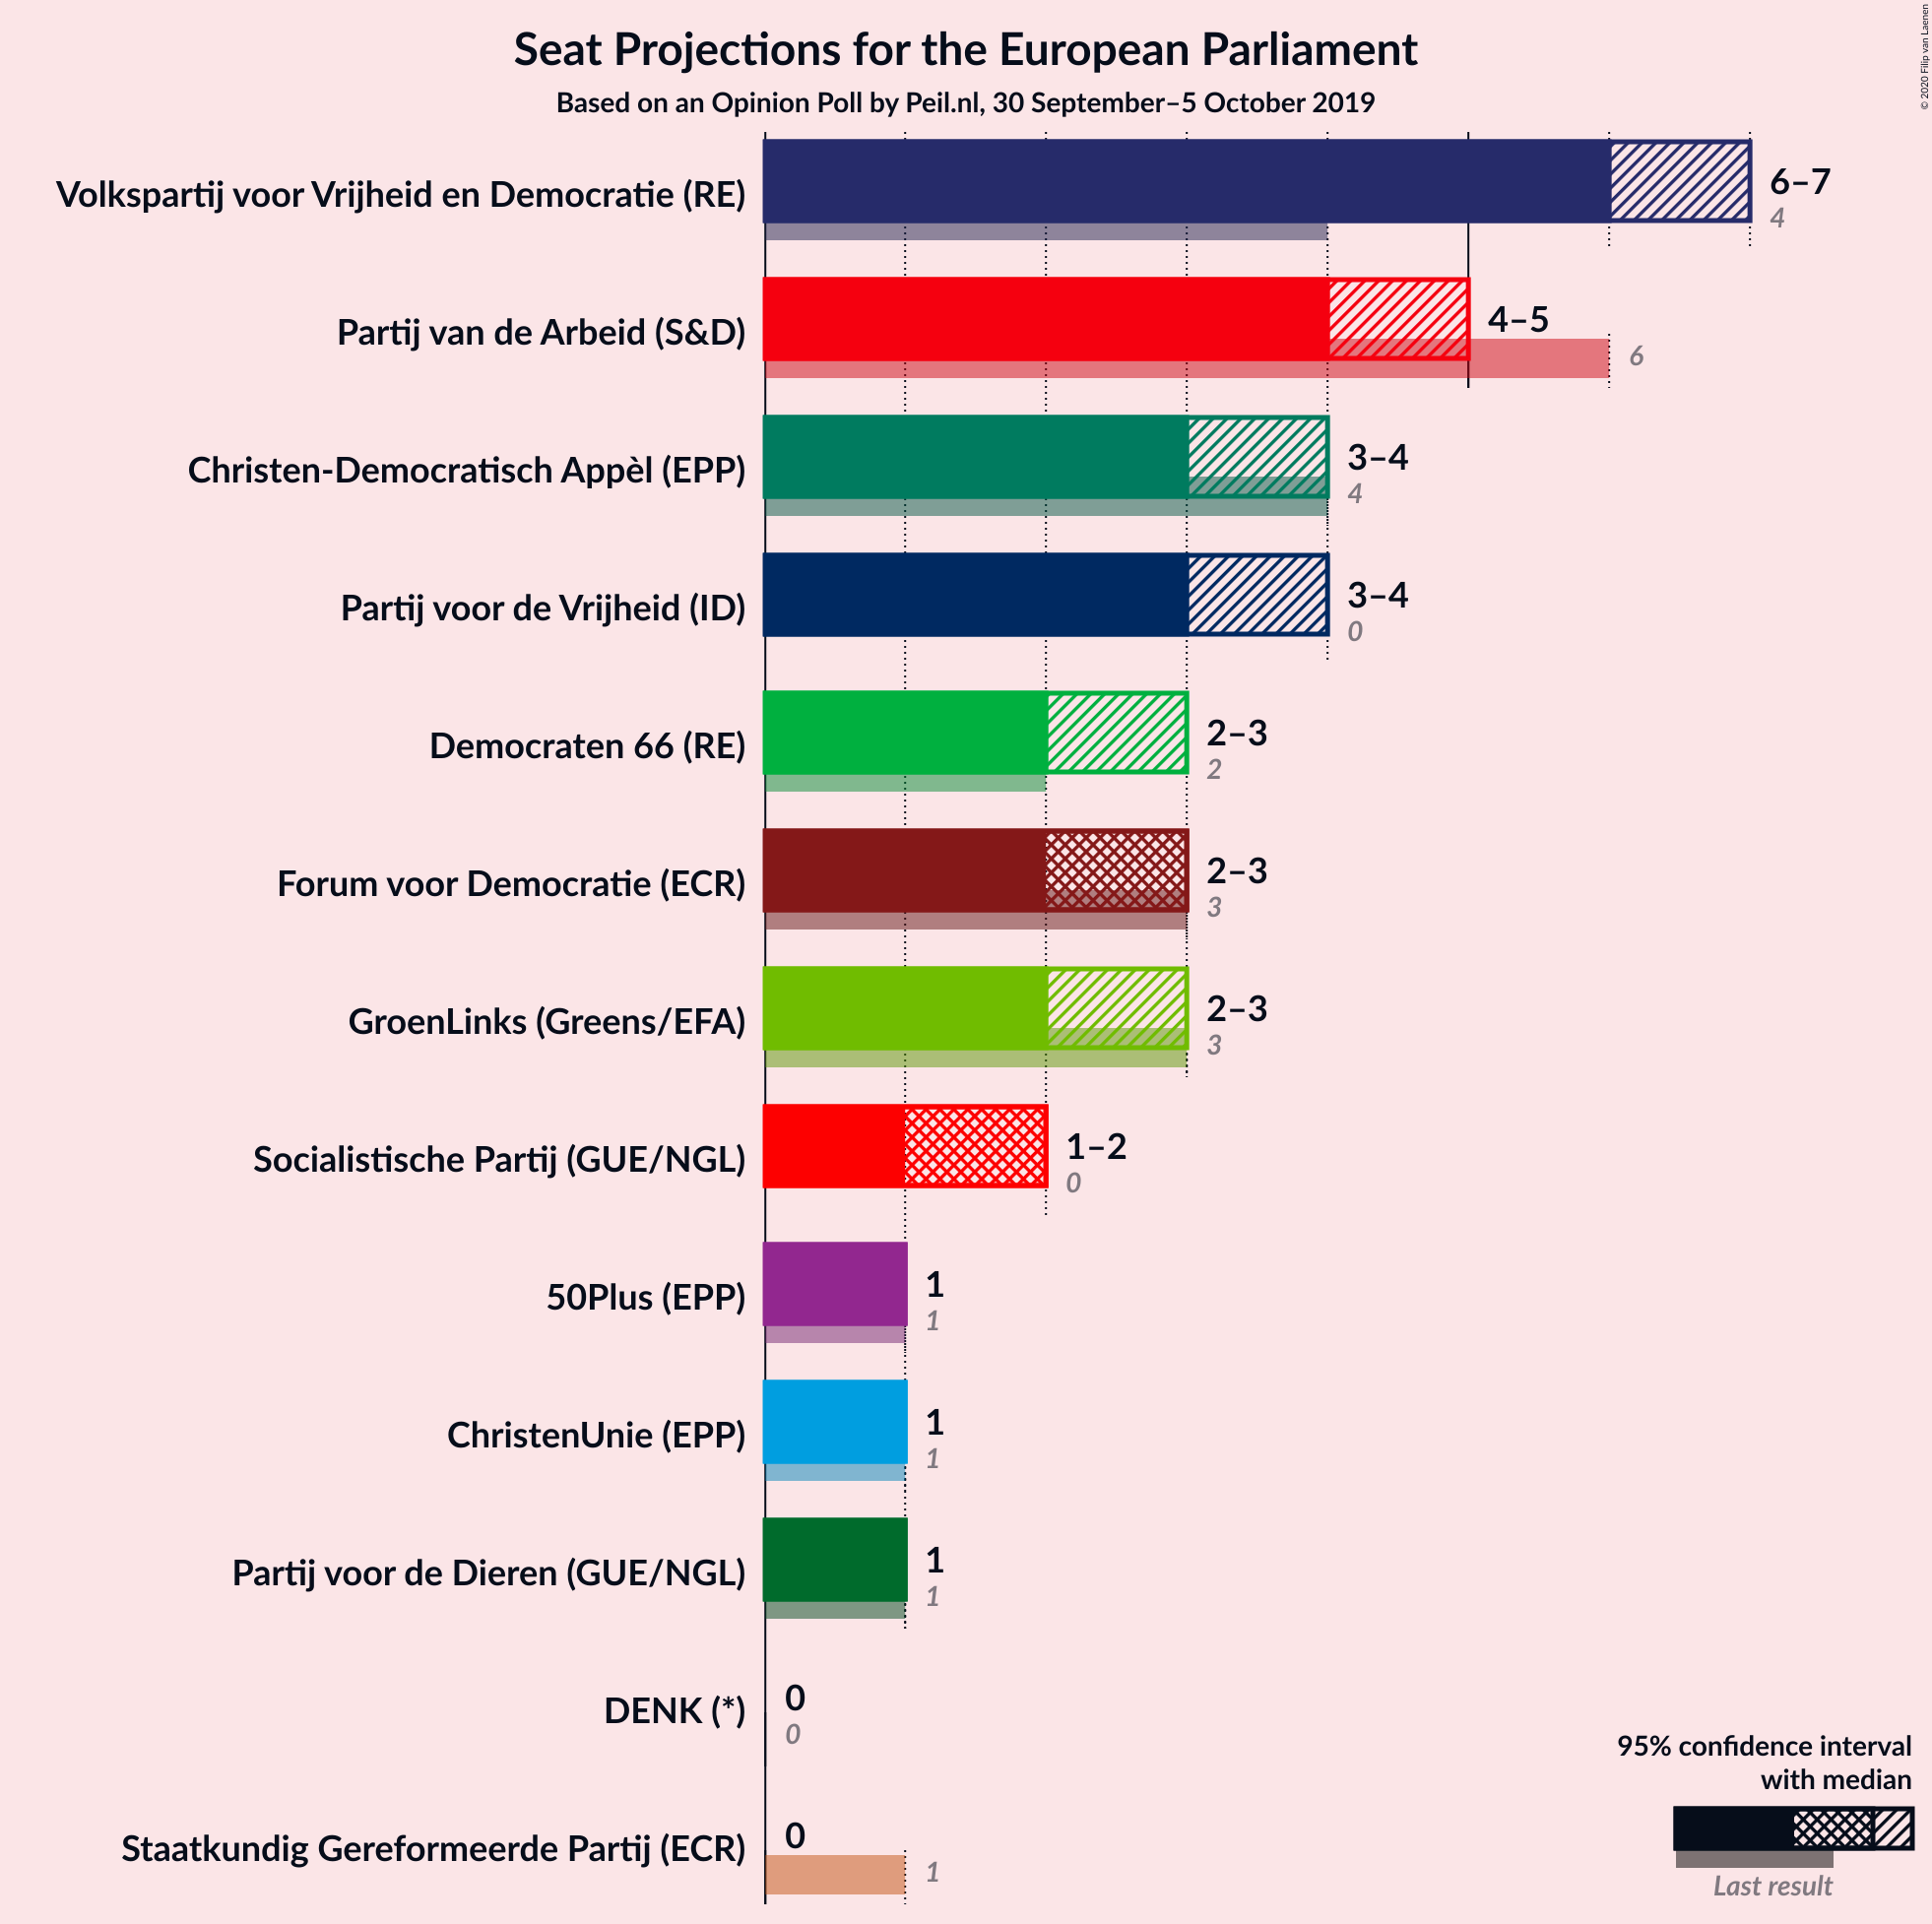 Seat Projections for the European Parliament
Based on an Opinion Poll by Peil.nl, 30 September–5 October 2019
© 2020 Filip van Laenen
Volkspartij voor Vrijheid en Democratie (RE)
6–7
4
Partij van de Arbeid (S&D)
4–5
6
Christen-Democratisch Appèl (EPP)
3–4
4
Partij voor de Vrijheid (ID)
3–4
0
Democraten 66 (RE)
2–3
2
Forum voor Democratie (ECR)
2–3
3
GroenLinks (Greens/EFA)
2–3
3
Socialistische Partij (GUE/NGL)
1–2
0
50Plus (EPP)
1
1
ChristenUnie (EPP)
1
1
Partij voor de Dieren (GUE/NGL)
1
1
DENK (*)
0
0
Staatkundig Gereformeerde Partij (ECR)
0
1
95% confidence interval
with median
Last result